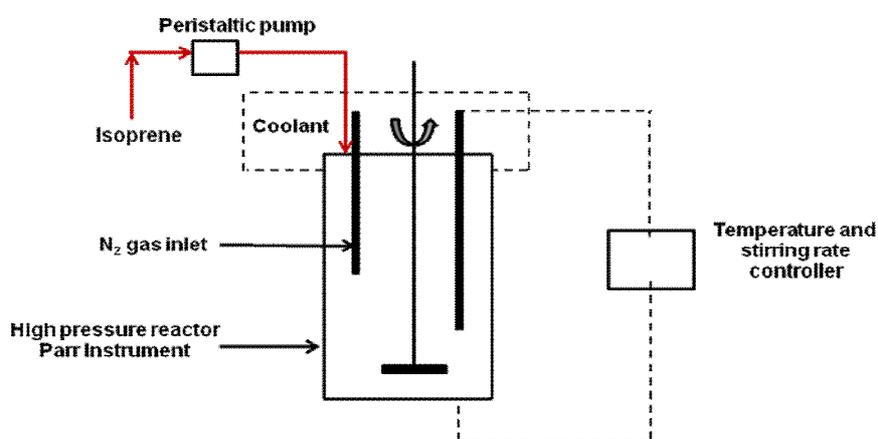 Peristaltic pump
Isoprene
Coolant
N₂ gas inlet
Temperature and
stirring rate
controller
High pressure reactor
Parr Instrument